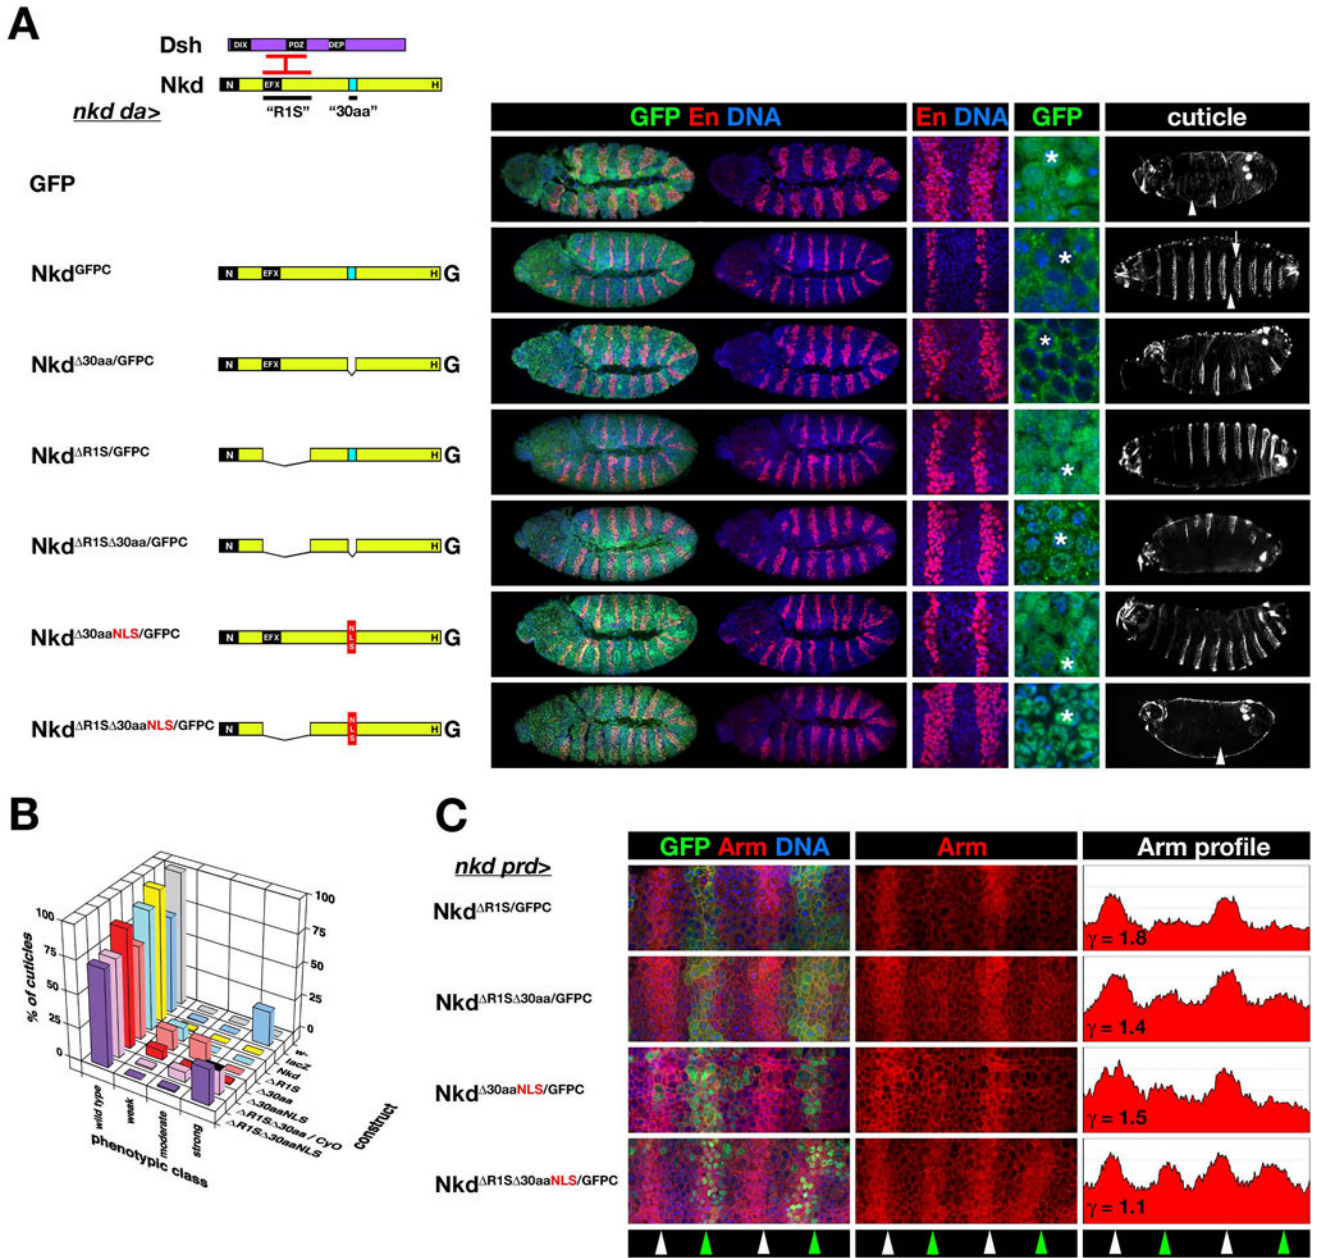 A
Dsh
DIX PDZ DEP
Nkd
N EFX H
"R1S" "30aa"
nkd da>
GFP En DNA
En DNA
GFP
cuticle
GFP
*
NkdGFPC
N EFX H G
*
NkdΔ30aa/GFPC
N EFX H G
*
NkdΔR1S/GFPC
N H G
*
NkdΔR1SΔ30aa/GFPC
N H G
*
NkdΔ30aaNLS/GFPC
N EFX NLS H G
*
NkdΔR1SΔ30aaNLS/GFPC
N NLS H G
*
B
% of cuticles
100
75
50
25
0
100
75
50
25
0
wild type
weak
moderate
strong
phenotypic class
w-
lacZ
Nkd
ΔR1S
Δ30aa
Δ30aaNLS
ΔR1SΔ30aa / CyO
ΔR1SΔ30aaNLS
construct
C
nkd prd>
GFP Arm DNA
Arm
Arm profile
NkdΔR1S/GFPC
γ = 1.8
NkdΔR1SΔ30aa/GFPC
γ = 1.4
NkdΔ30aaNLS/GFPC
γ = 1.5
NkdΔR1SΔ30aaNLS/GFPC
γ = 1.1